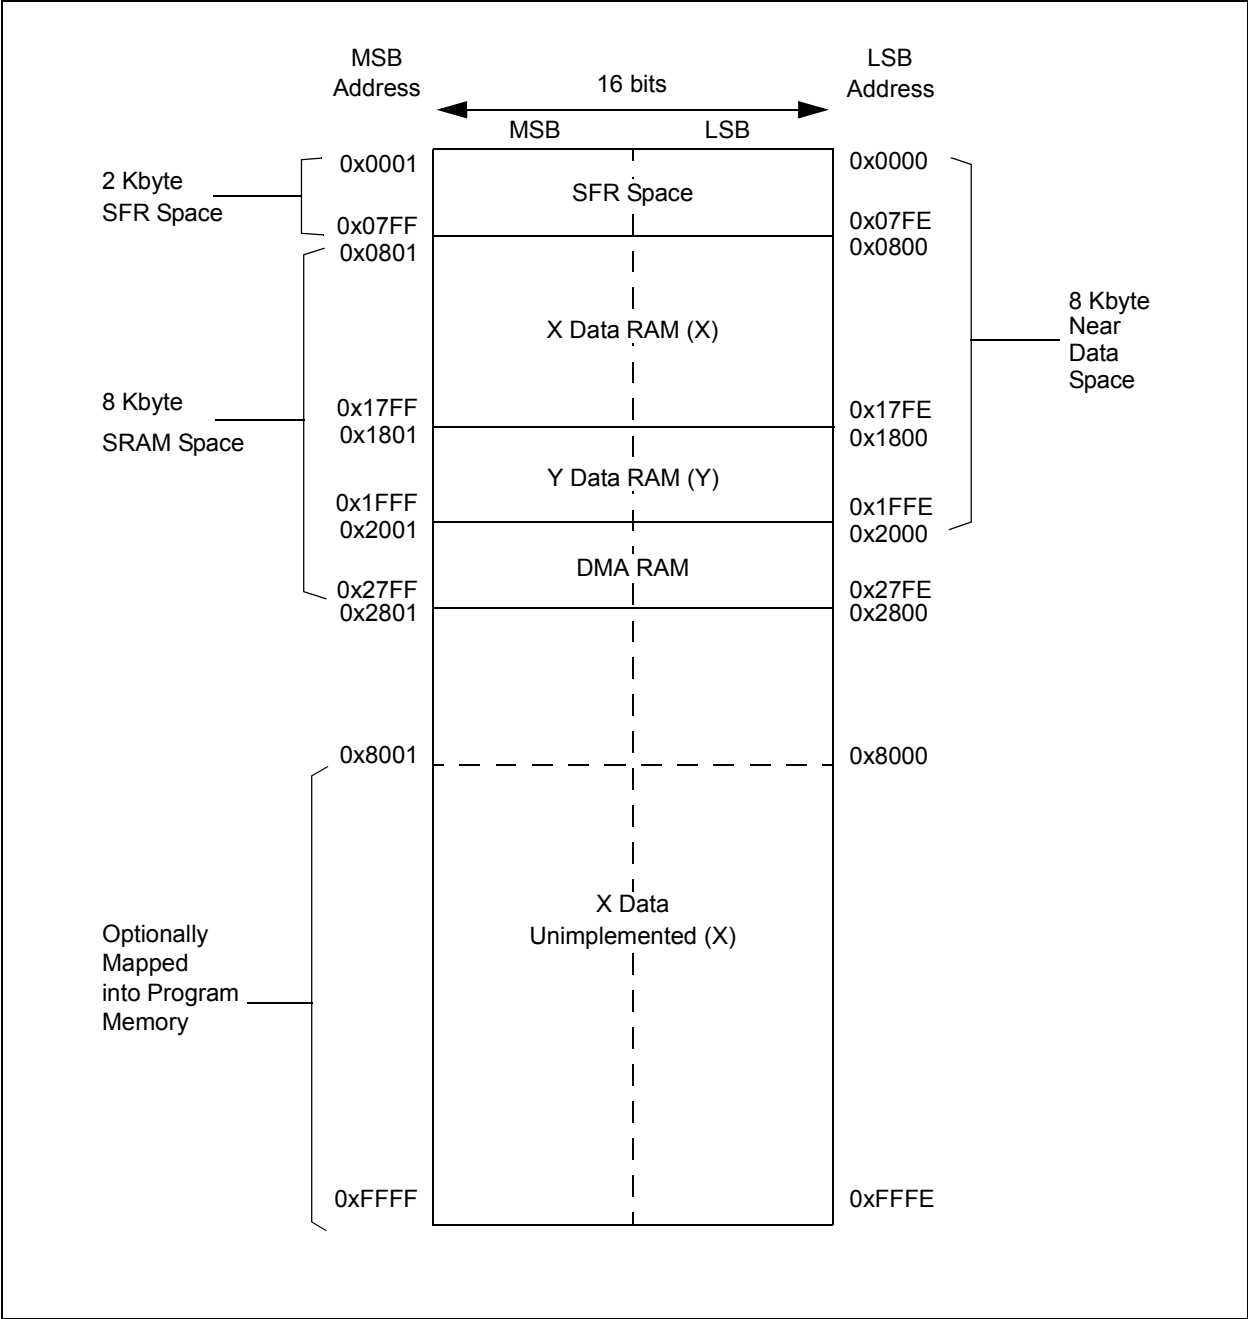 MSB
Address
16 bits
LSB
Address
MSB
LSB
0x0001
0x0000
2 Kbyte
SFR Space
SFR Space
0x07FF
0x07FE
0x0801
0x0800
X Data RAM (X)
8 Kbyte
Near
Data
Space
8 Kbyte
SRAM Space
0x17FF
0x17FE
0x1801
0x1800
Y Data RAM (Y)
0x1FFF
0x1FFE
0x2001
0x2000
DMA RAM
0x27FF
0x27FE
0x2801
0x2800
0x8001
0x8000
X Data
Unimplemented (X)
Optionally
Mapped
into Program
Memory
0xFFFF
0xFFFE